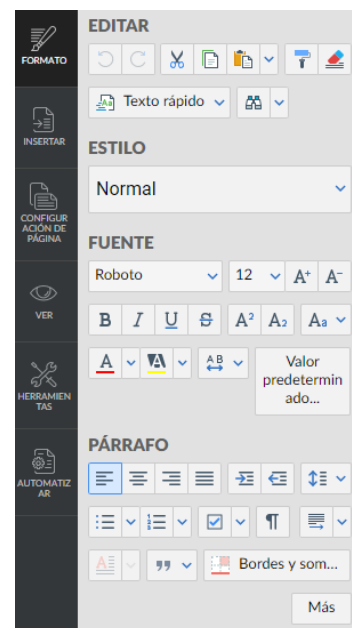 FORMATO
INSERTAR
CONFIGUR
ACIÓN DE
PÁGINA
VER
HERRAMIEN
TAS
AUTOMATIZ
AR
EDITAR
Texto rápido
ESTILO
Normal
FUENTE
Roboto 12 A+ A-
B I U S A² A₂ Aa
A A AB Valor
predetermin
ado...
PÁRRAFO
Bordes y som...
Más